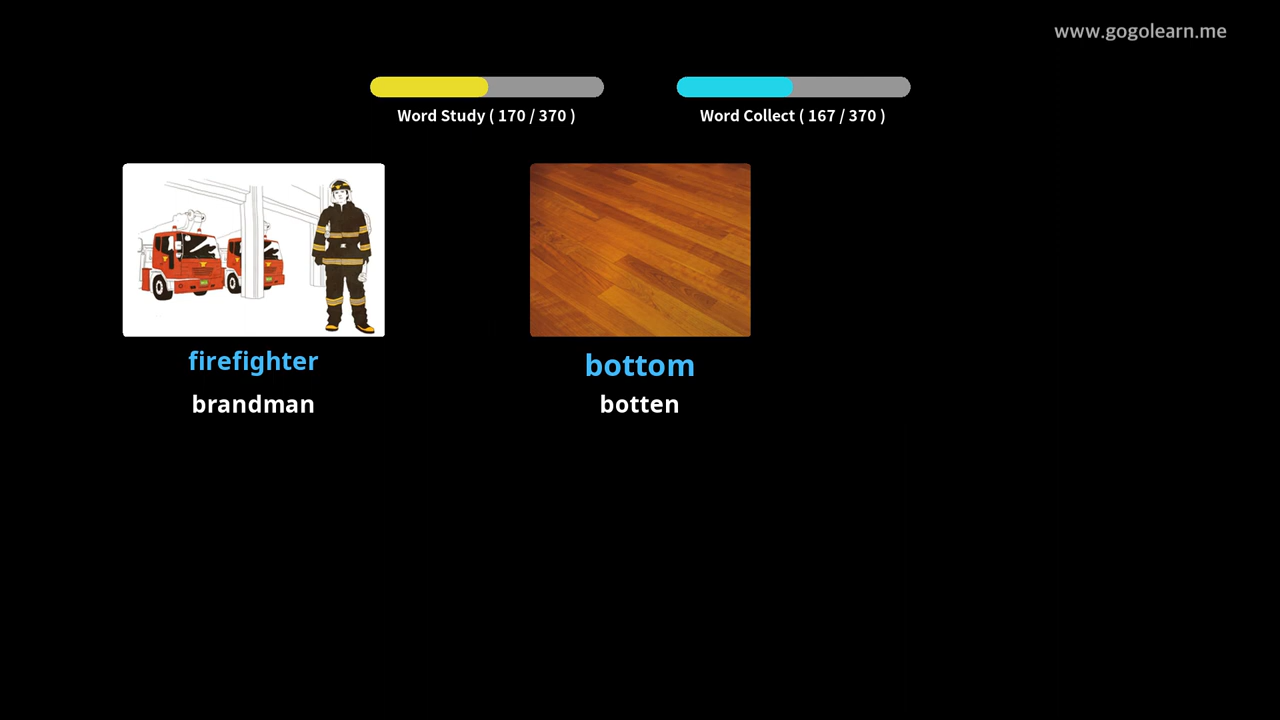 www.gogolearn.me
Word Study ( 170 / 370 )
Word Collect ( 167 / 370 )
firefighter
brandman
bottom
botten